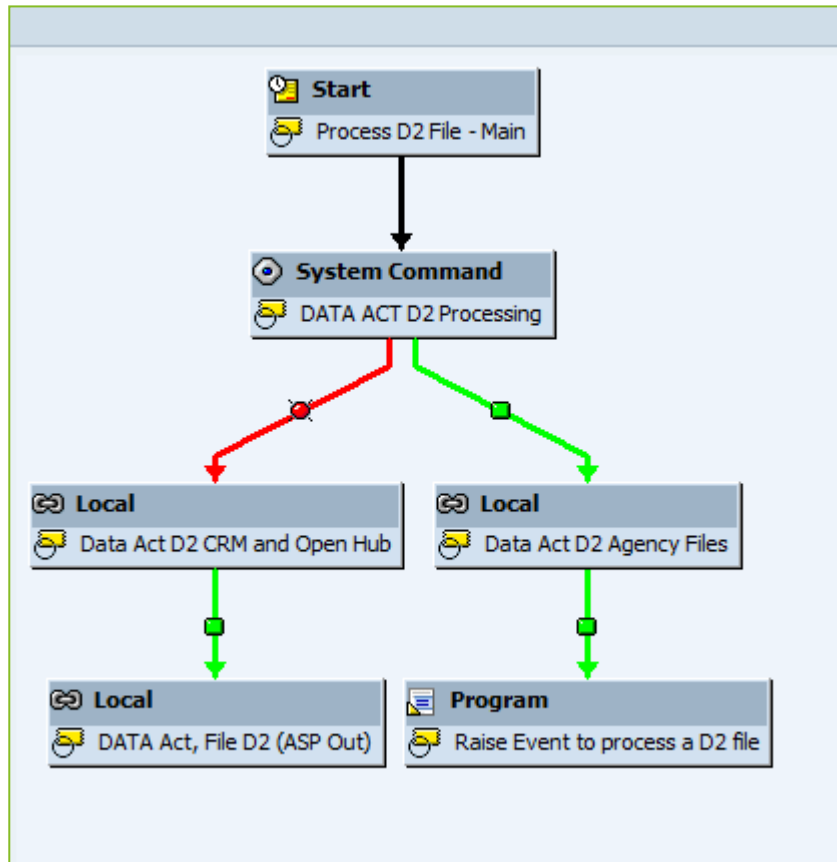 Start
Process D2 File - Main
System Command
DATA ACT D2 Processing
Local
Data Act D2 CRM and Open Hub
Local
Data Act D2 Agency Files
Local
DATA Act, File D2 (ASP Out)
Program
Raise Event to process a D2 file